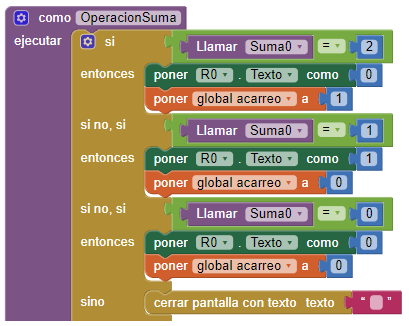 como OperacionSuma
ejecutar si Llamar Suma0 = 2
entonces poner R0 . Texto como 0
poner global acarreo a 1
si no, si Llamar Suma0 = 1
entonces poner R0 . Texto como 1
poner global acarreo a 0
si no, si Llamar Suma0 = 0
entonces poner R0 . Texto como 0
poner global acarreo a 0
sino cerrar pantalla con texto texto " "